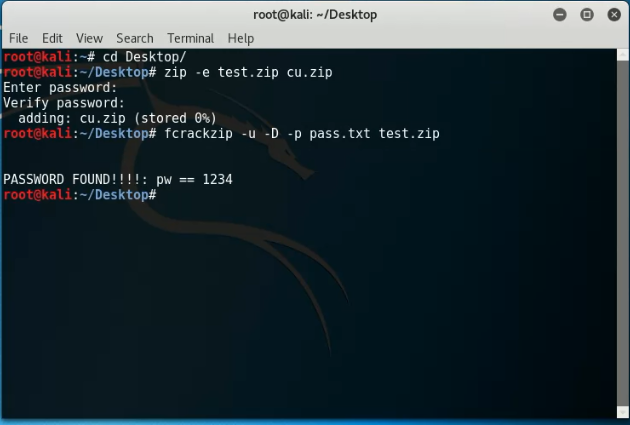 root@kali: ~/Desktop
File Edit View Search Terminal Help
root@kali:~# cd Desktop/
root@kali:~/Desktop# zip -e test.zip cu.zip
Enter password:
Verify password:
  adding: cu.zip (stored 0%)
root@kali:~/Desktop# fcrackzip -u -D -p pass.txt test.zip
PASSWORD FOUND!!!!: pw == 1234
root@kali:~/Desktop#